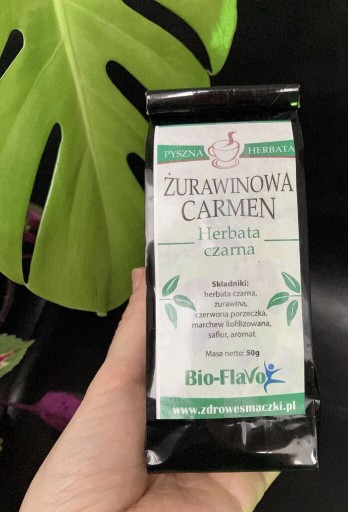 PYSZNA HERBATA
ŻURAWINOWA
CARMEN
Herbata
czarna
Składniki:
herbata czarna,
żurawina,
czerwona porzeczka,
marchew liofilizowana,
saflor, aromat
Masa netto: 50g
Bio-Flavo
www.zdrowesmaczki.pl